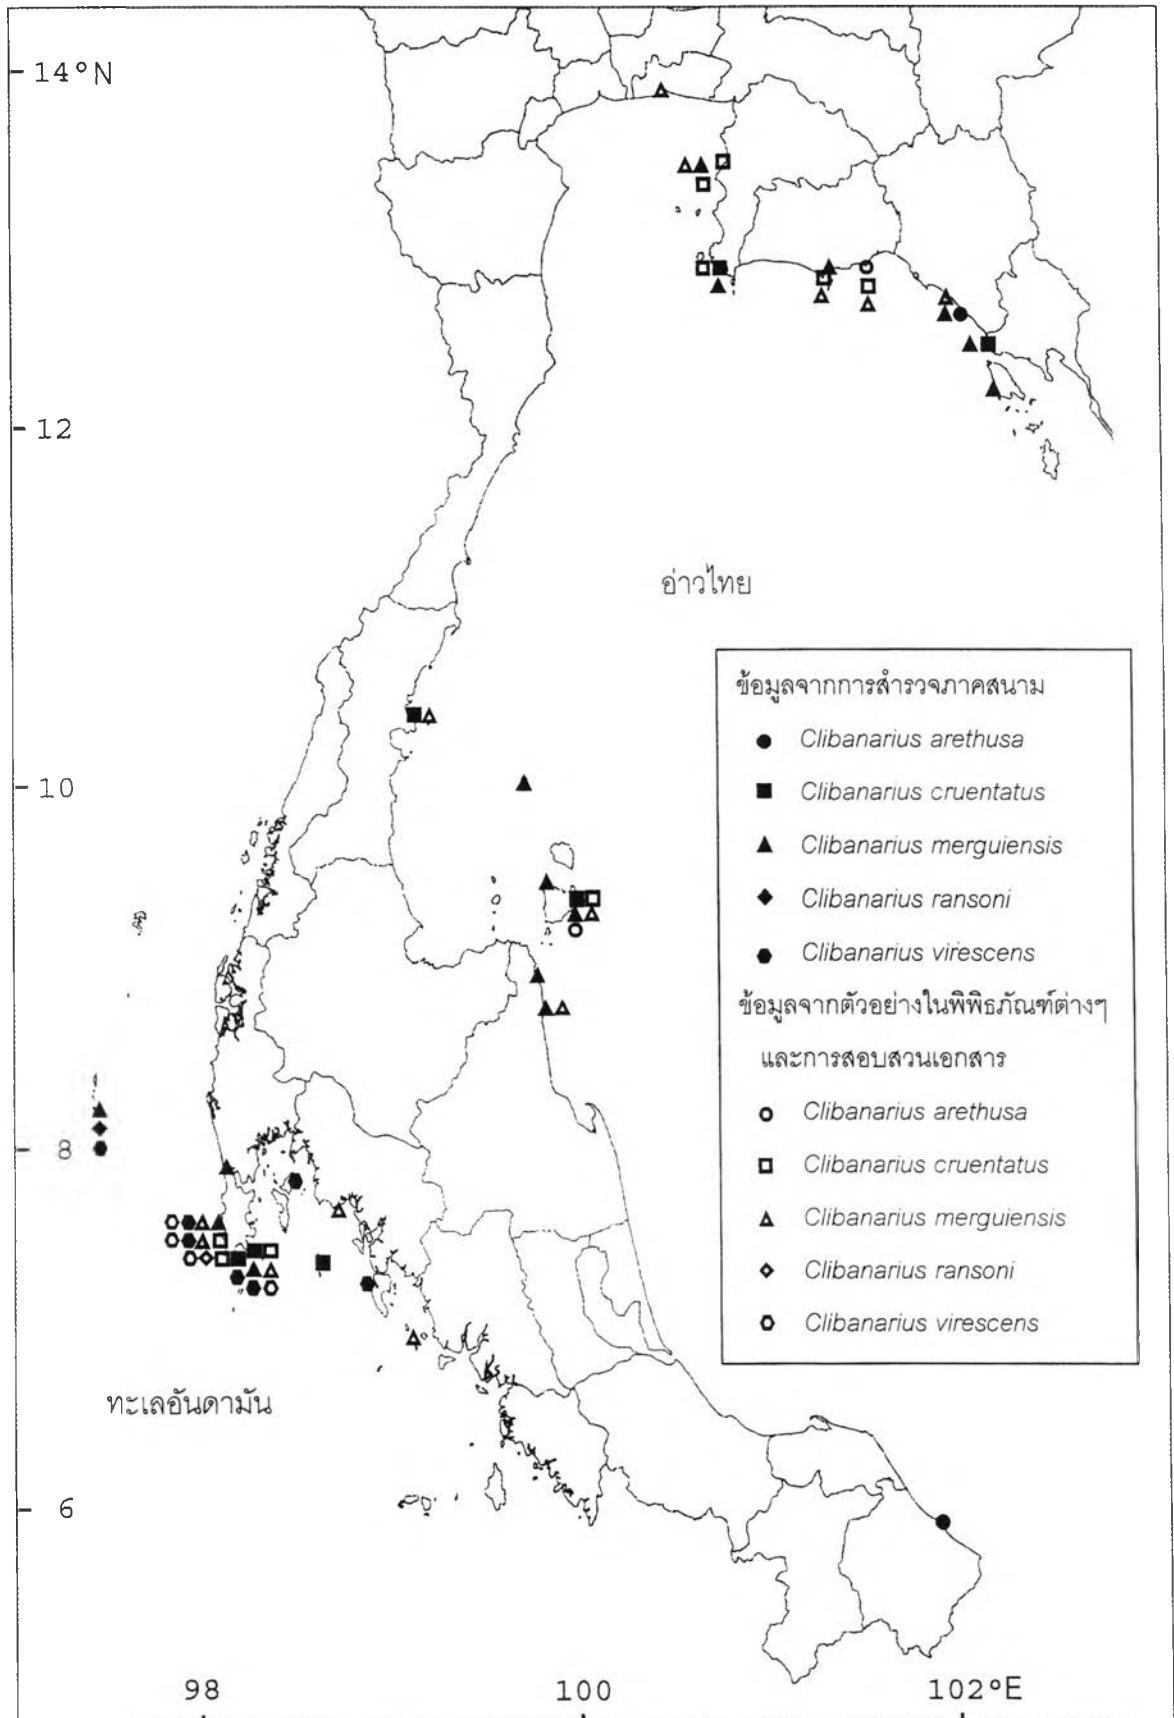 14°N
12
อ่าวไทย
ข้อมูลจากการสำรวจภาคสนาม
Clibanarius arethusa
Clibanarius cruentatus
10
Clibanarius merguiensis
Clibanarius ransoni
Clibanarius virescens
ข้อมูลจากตัวอย่างในพิพิธภัณฑ์ต่างๆ
และการสอบสวนเอกสาร
Clibanarius arethusa
8
Clibanarius cruentatus
Clibanarius merguiensis
Clibanarius ransoni
Clibanarius virescens
ทะเลอันดามัน
6
98 100 102°E